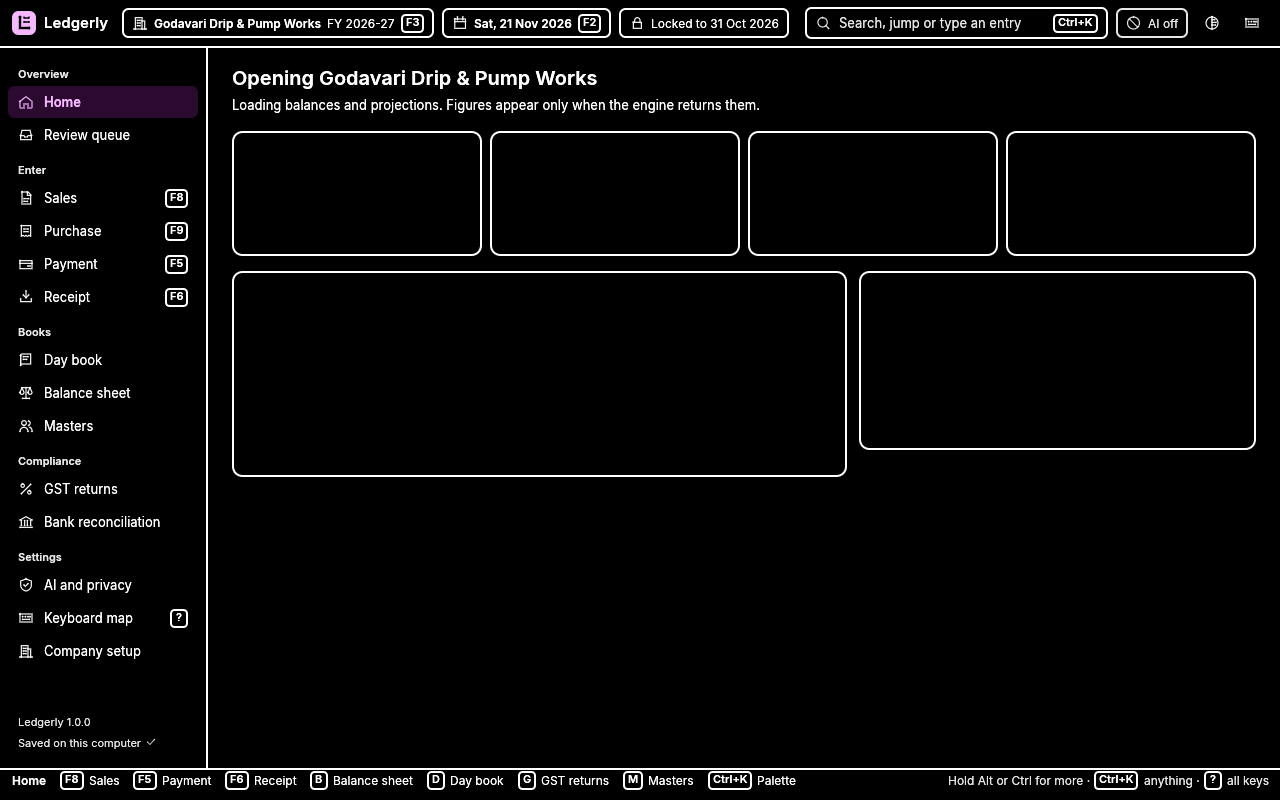 Ledgerly
Godavari Drip & Pump Works FY 2026-27 F3
Sat, 21 Nov 2026 F2
Locked to 31 Oct 2026
Search, jump or type an entry Ctrl+K
AI off
Overview
Home
Review queue
Enter
Sales F8
Purchase F9
Payment F5
Receipt F6
Books
Day book
Balance sheet
Masters
Compliance
GST returns
Bank reconciliation
Settings
AI and privacy
Keyboard map ?
Company setup
Ledgerly 1.0.0
Saved on this computer
Opening Godavari Drip & Pump Works
Loading balances and projections. Figures appear only when the engine returns them.
Home F8 Sales F5 Payment F6 Receipt B Balance sheet D Day book G GST returns M Masters Ctrl+K Palette
Hold Alt or Ctrl for more · Ctrl+K anything · ? all keys